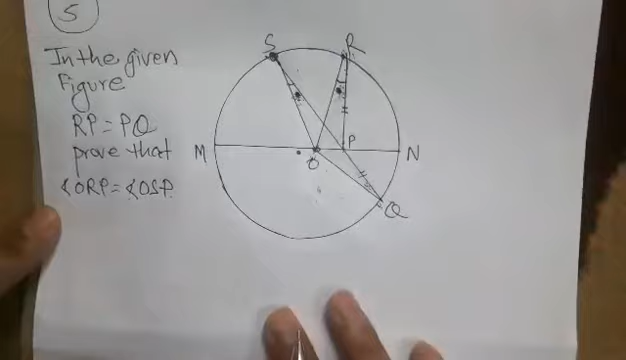 5
In the given
figure
RP = PQ
prove that
∢ORP = ∢OSP.
S
R
M
O
P
N
Q